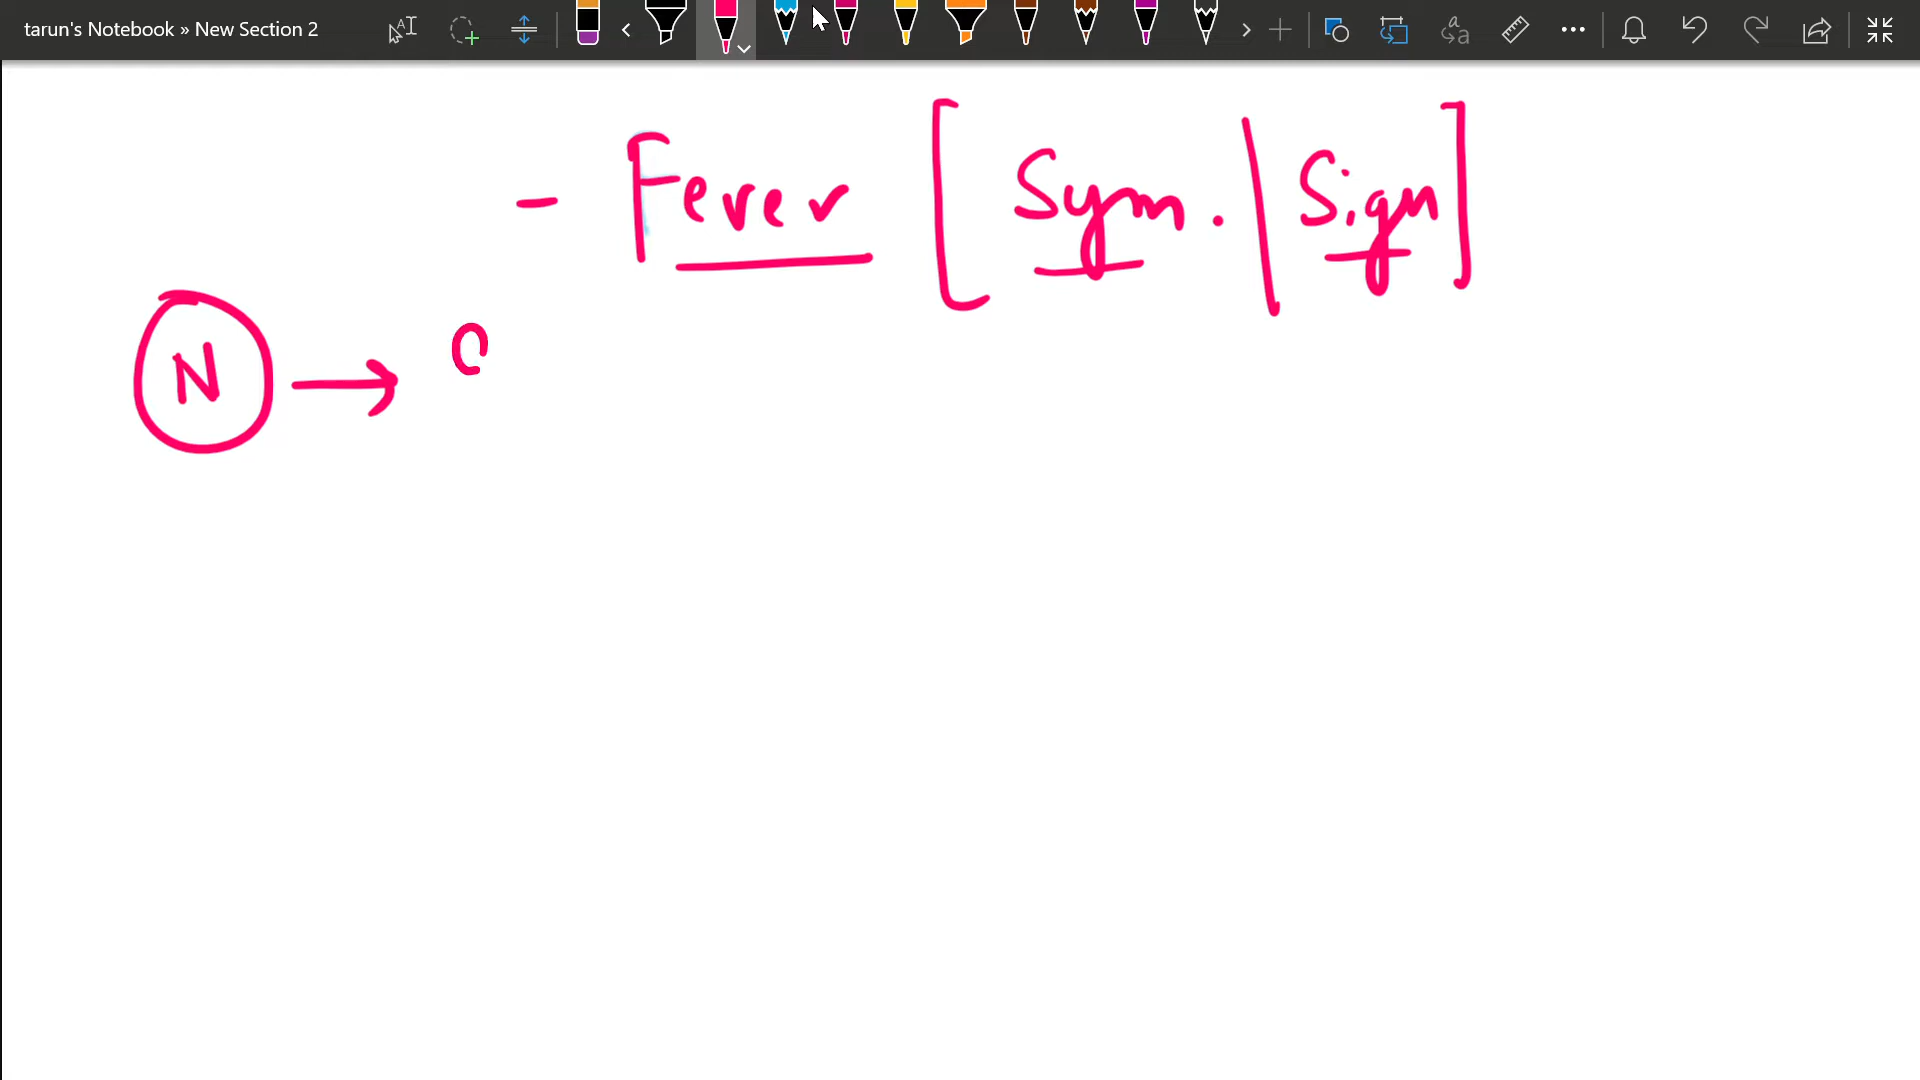 tarun's Notebook » New Section 2
- Fever [ Sym. | Sign ]
N →